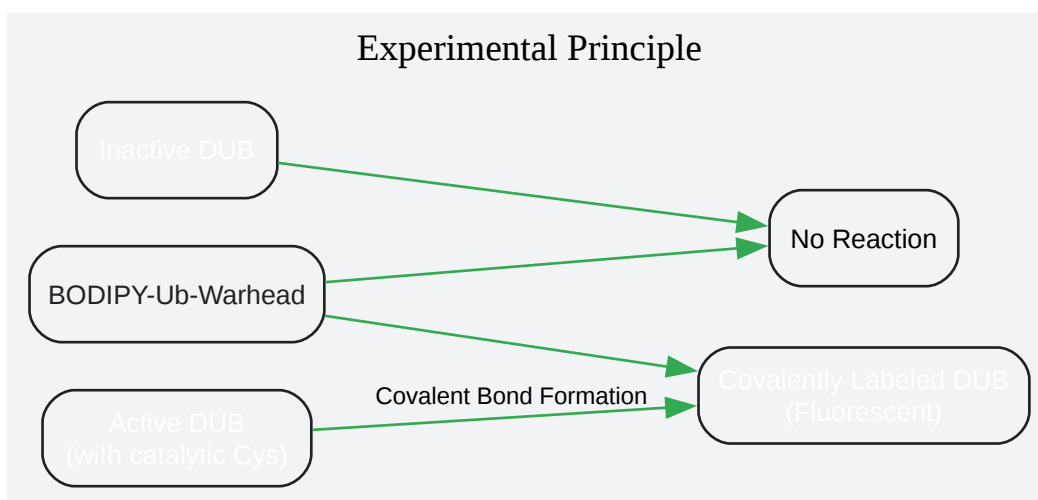 Experimental Principle
Inactive DUB
No Reaction
BODIPY-Ub-Warhead
Covalently Labeled DUB
(Fluorescent)
Covalent Bond Formation
Active DUB
(with catalytic Cys)